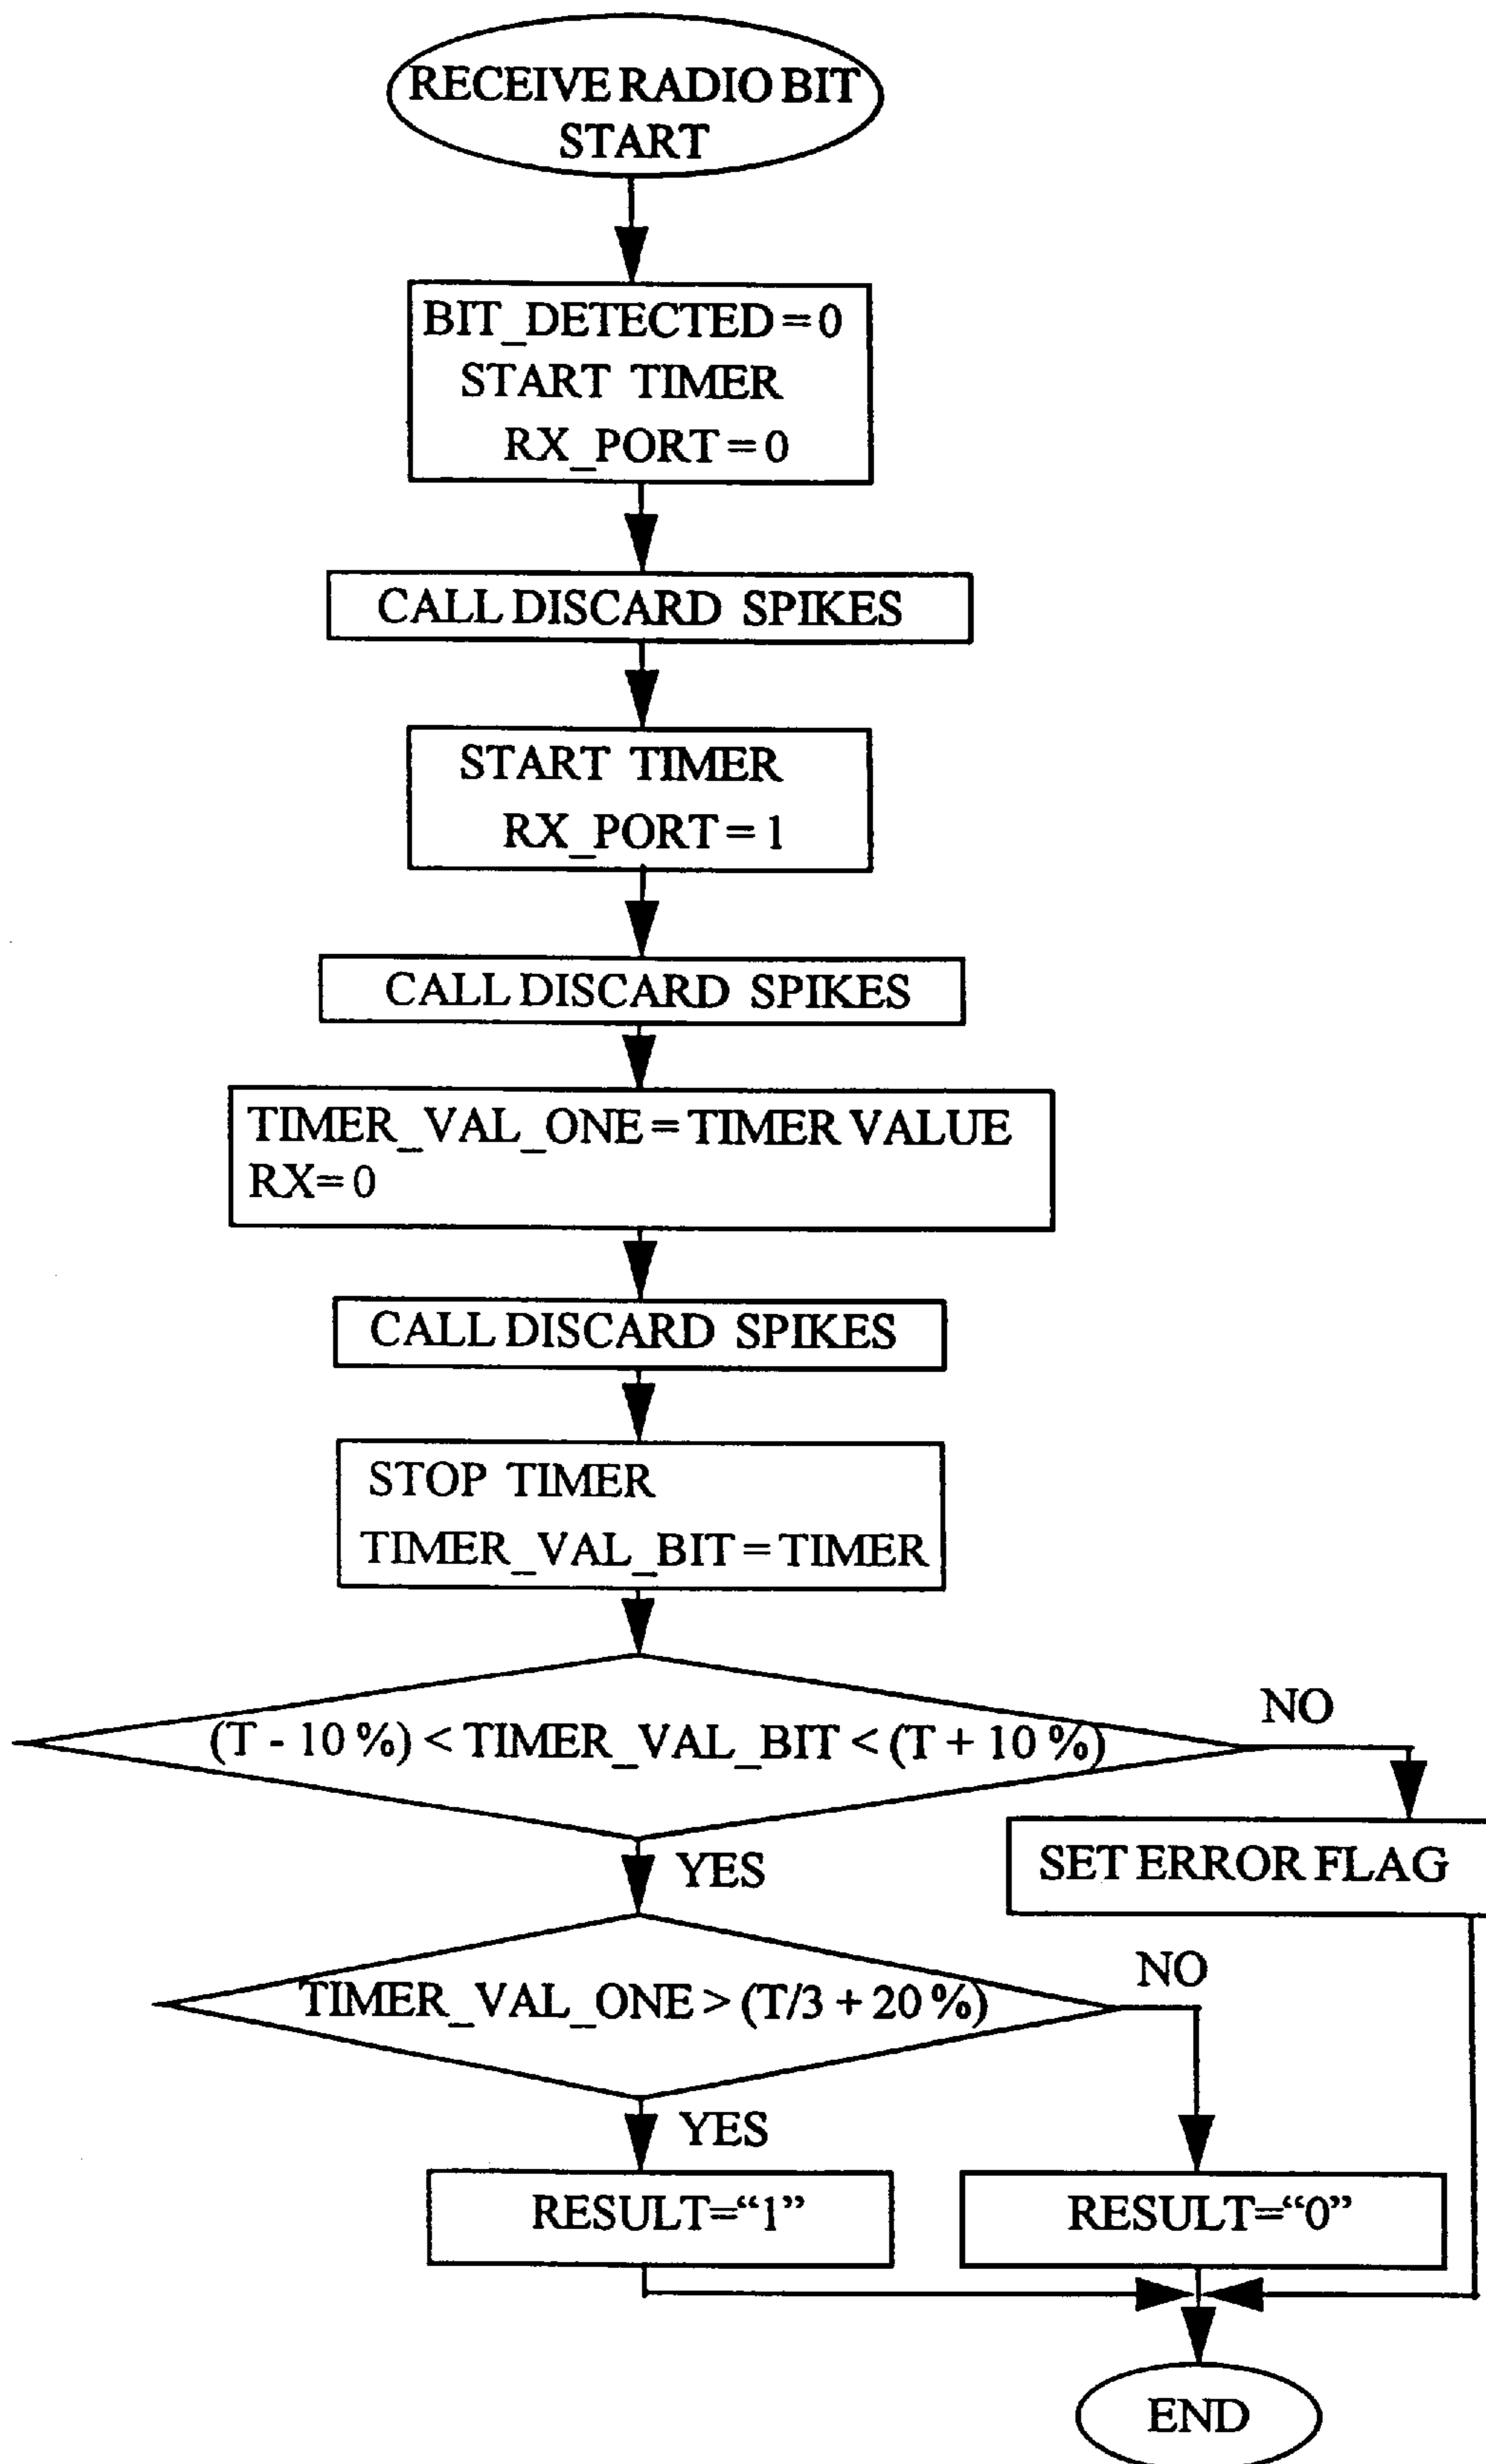 RECEIVE RADIO BIT
START
BIT_DETECTED = 0
START TIMER
RX_PORT = 0
CALL DISCARD SPIKES
START TIMER
RX_PORT = 1
CALL DISCARD SPIKES
TIMER_VAL_ONE = TIMER VALUE
RX= 0
CALL DISCARD SPIKES
STOP TIMER
TIMER_VAL_BIT = TIMER
(T - 10 %) < TIMER_VAL_BIT < (T + 10 %)
NO
YES
SET ERROR FLAG
TIMER_VAL_ONE > (T/3 + 20 %)
NO
YES
RESULT=“1”
RESULT=“0”
END